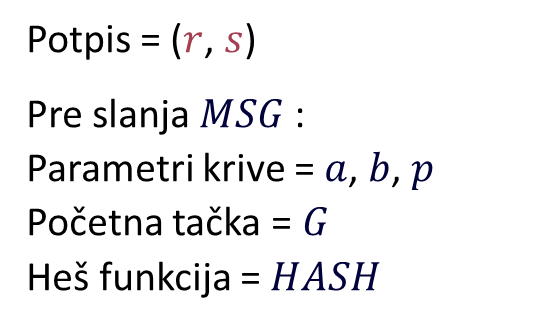 Potpis = (r, s)
Pre slanja MSG :
Parametri krive = a, b, p
Početna tačka = G
Heš funkcija = HASH